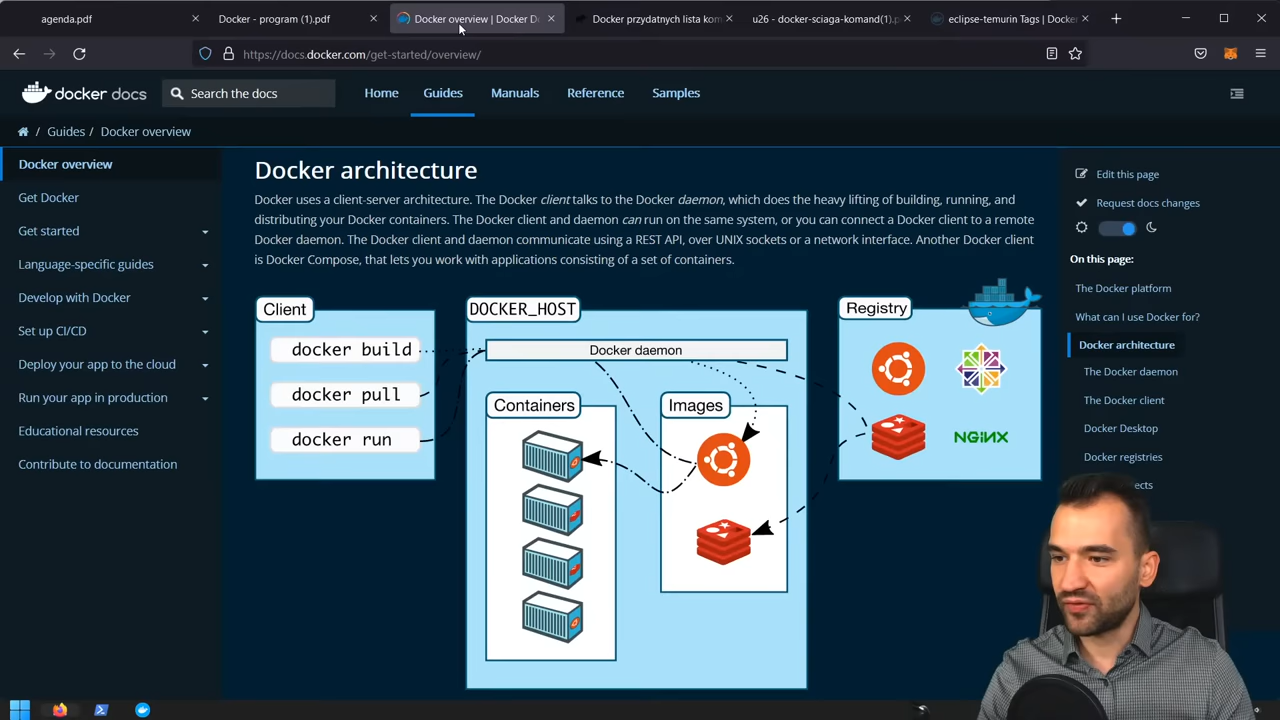 agenda.pdf
Docker - program (1).pdf
Docker overview | Docker D
Docker przydatnych lista kom
u26 - docker-sciaga-komand(1).p
eclipse-temurin Tags | Docker
https://docs.docker.com/get-started/overview/
docker docs
Search the docs
Home
Guides
Manuals
Reference
Samples
/ Guides / Docker overview
Docker overview
Get Docker
Get started
Language-specific guides
Develop with Docker
Set up CI/CD
Deploy your app to the cloud
Run your app in production
Educational resources
Contribute to documentation
Docker architecture
Docker uses a client-server architecture. The Docker client talks to the Docker daemon, which does the heavy lifting of building, running, and
distributing your Docker containers. The Docker client and daemon can run on the same system, or you can connect a Docker client to a remote
Docker daemon. The Docker client and daemon communicate using a REST API, over UNIX sockets or a network interface. Another Docker client
is Docker Compose, that lets you work with applications consisting of a set of containers.
Client
docker build
docker pull
docker run
DOCKER_HOST
Docker daemon
Containers
Images
Registry
NGINX
Edit this page
Request docs changes
On this page:
The Docker platform
What can I use Docker for?
Docker architecture
The Docker daemon
The Docker client
Docker Desktop
Docker registries